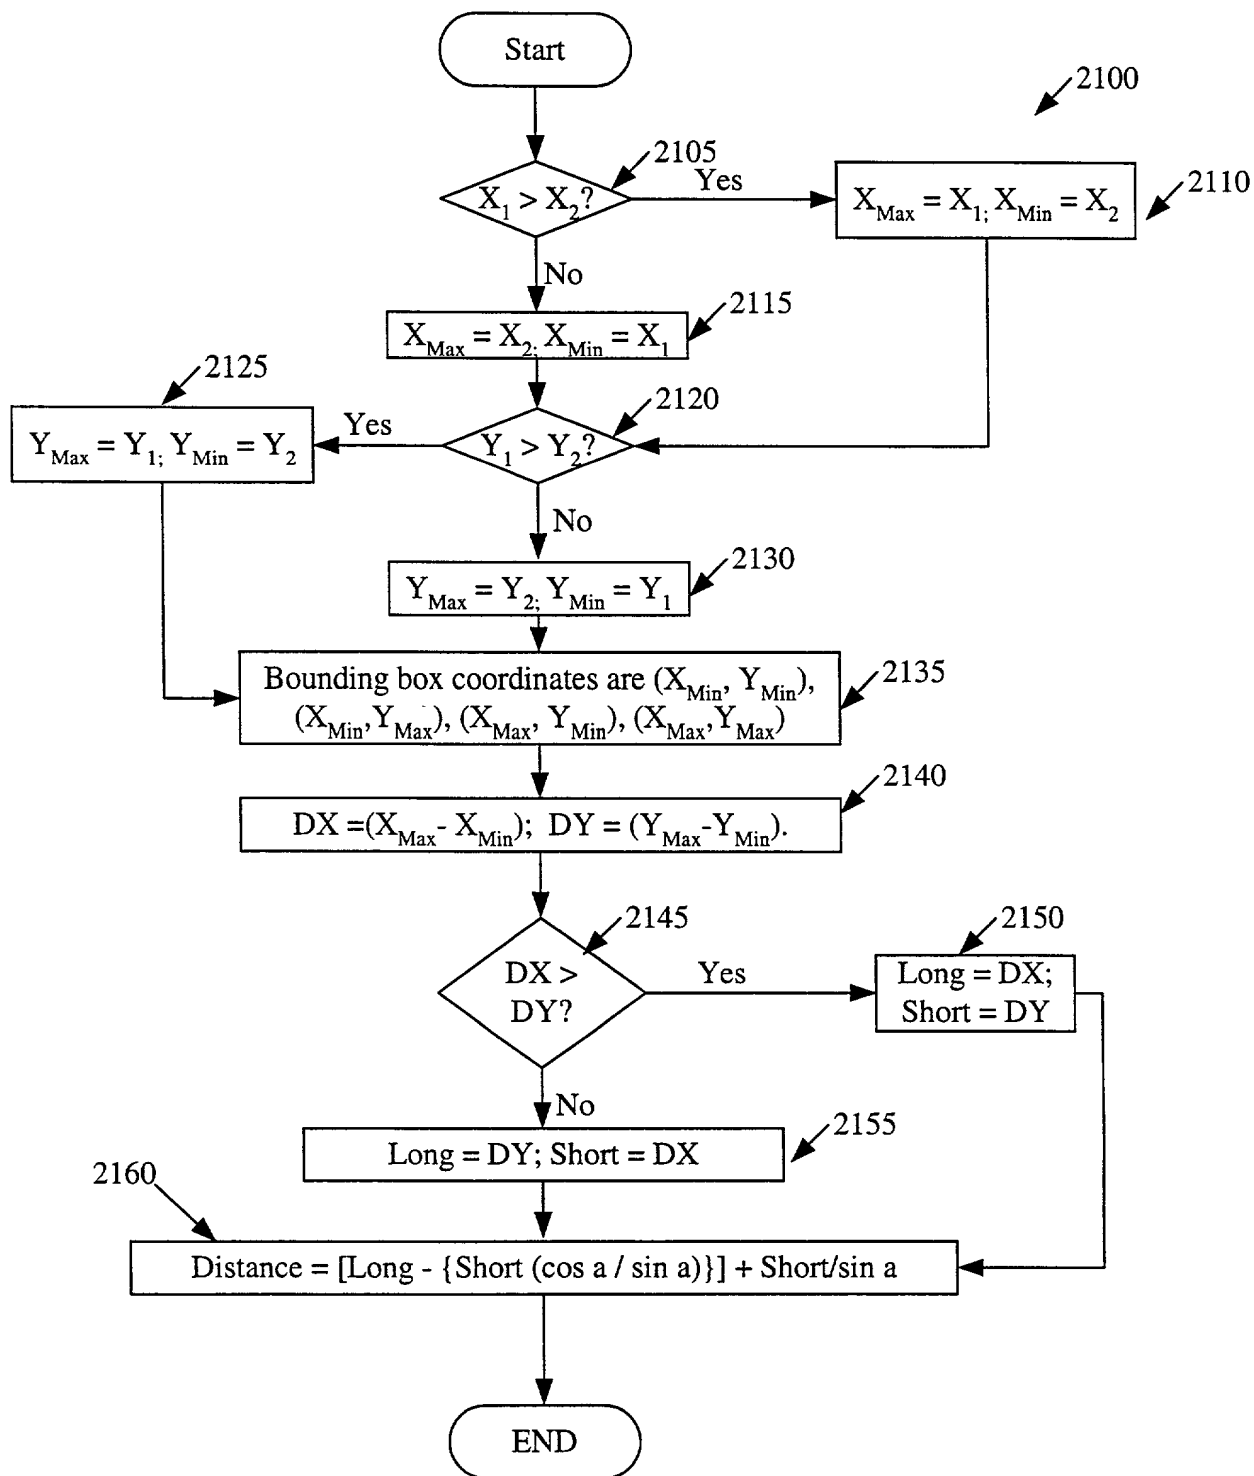 Start
2100
2105
X1 > X2?
Yes
XMax = X1; XMin = X2
2110
No
2115
XMax = X2; XMin = X1
2125
2120
YMax = Y1; YMin = Y2
Yes
Y1 > Y2?
No
2130
YMax = Y2; YMin = Y1
Bounding box coordinates are (XMin, YMin),
(XMin,YMax), (XMax, YMin), (XMax,YMax)
2135
2140
DX =(XMax- XMin); DY = (YMax-YMin).
2145
2150
DX >
DY?
Yes
Long = DX;
Short = DY
No
2155
Long = DY; Short = DX
2160
Distance = [Long - {Short (cos a / sin a)}] + Short/sin a
END